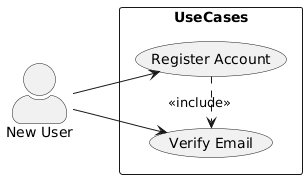 UseCases
Register Account
«include»
New User
Verify Email